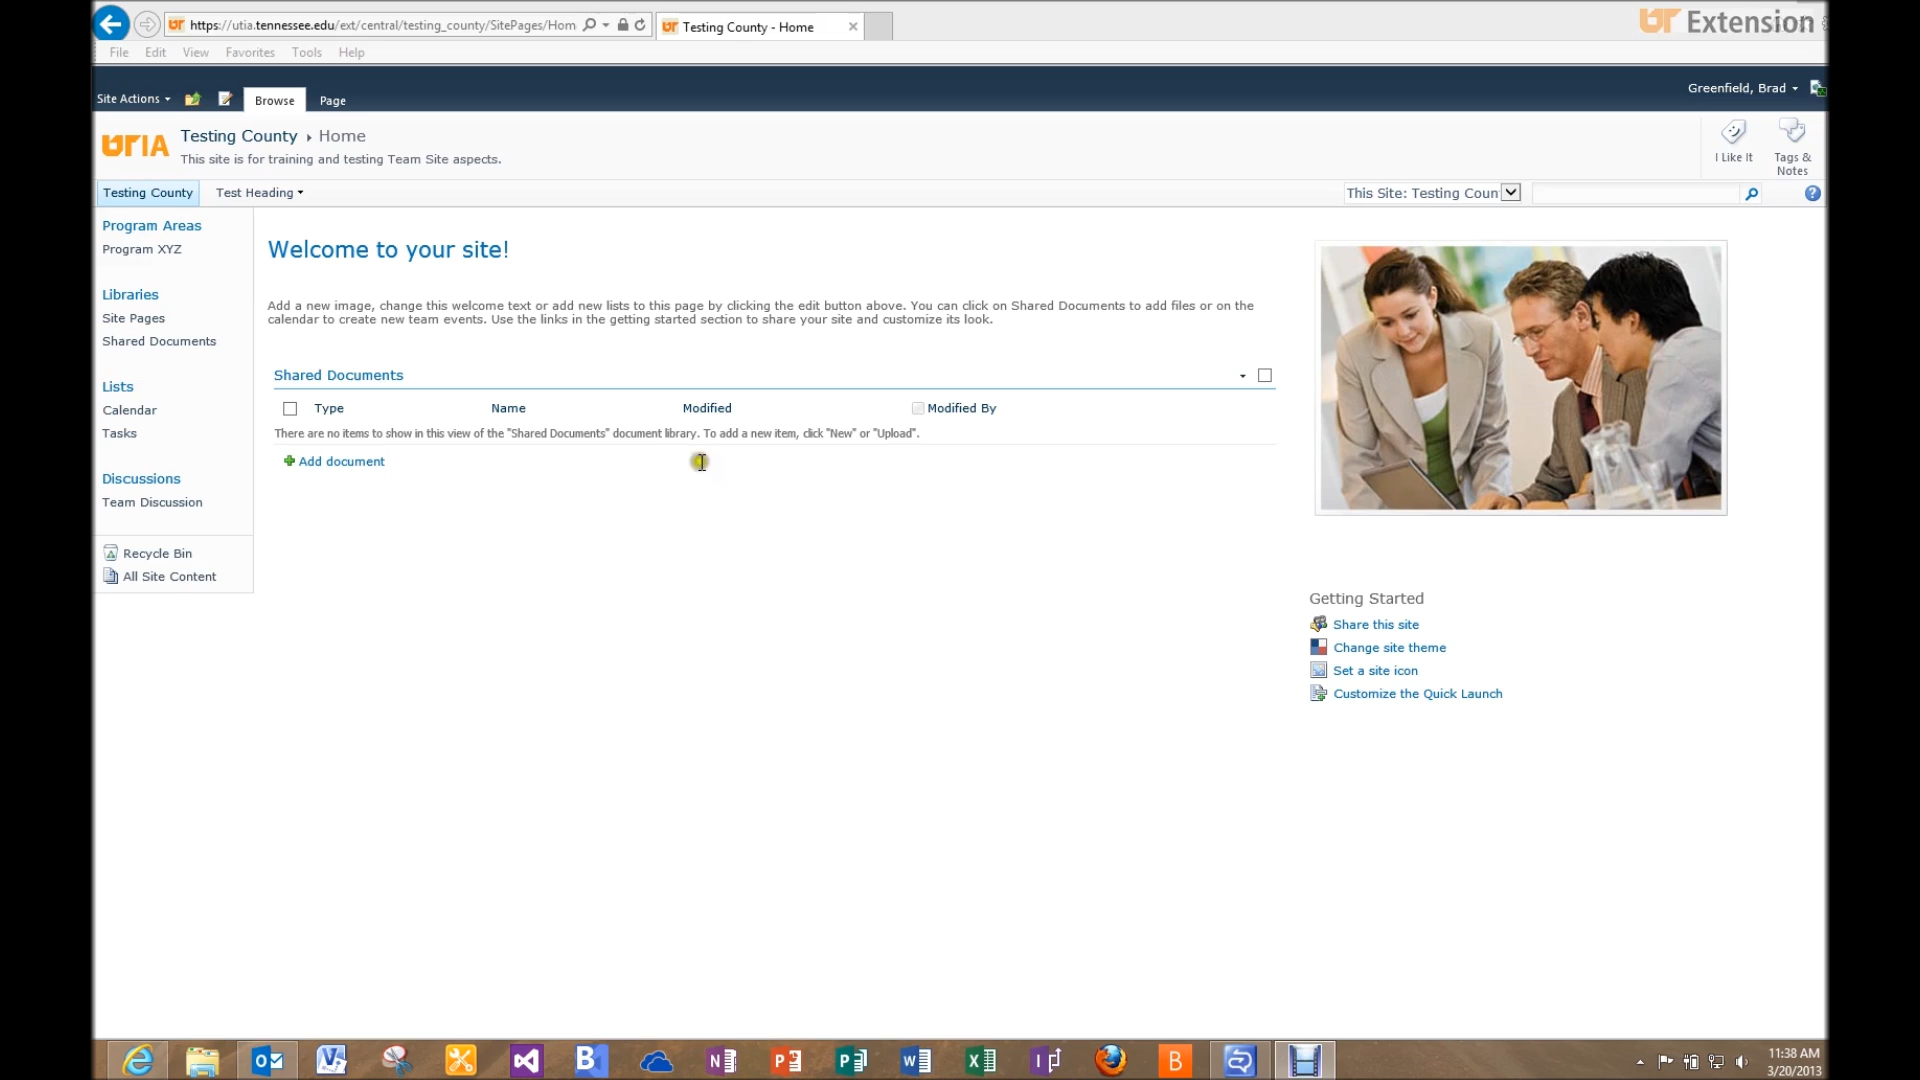 https://utia.tennessee.edu/ext/central/testing_county/SitePages/Hom
Testing County - Home
UT Extension
File Edit View Favorites Tools Help
Site Actions
Browse
Page
Greenfield, Brad
UTIA
Testing County
Home
This site is for training and testing Team Site aspects.
I Like It
Tags &
Notes
Testing County
Test Heading
This Site: Testing Coun
Program Areas
Program XYZ
Libraries
Site Pages
Shared Documents
Lists
Calendar
Tasks
Discussions
Team Discussion
Recycle Bin
All Site Content
Welcome to your site!
Add a new image, change this welcome text or add new lists to this page by clicking the edit button above. You can click on Shared Documents to add files or on the
calendar to create new team events. Use the links in the getting started section to share your site and customize its look.
Shared Documents
Type Name Modified Modified By
There are no items to show in this view of the "Shared Documents" document library. To add a new item, click "New" or "Upload".
Add document
Getting Started
Share this site
Change site theme
Set a site icon
Customize the Quick Launch
11:38 AM
3/20/2013